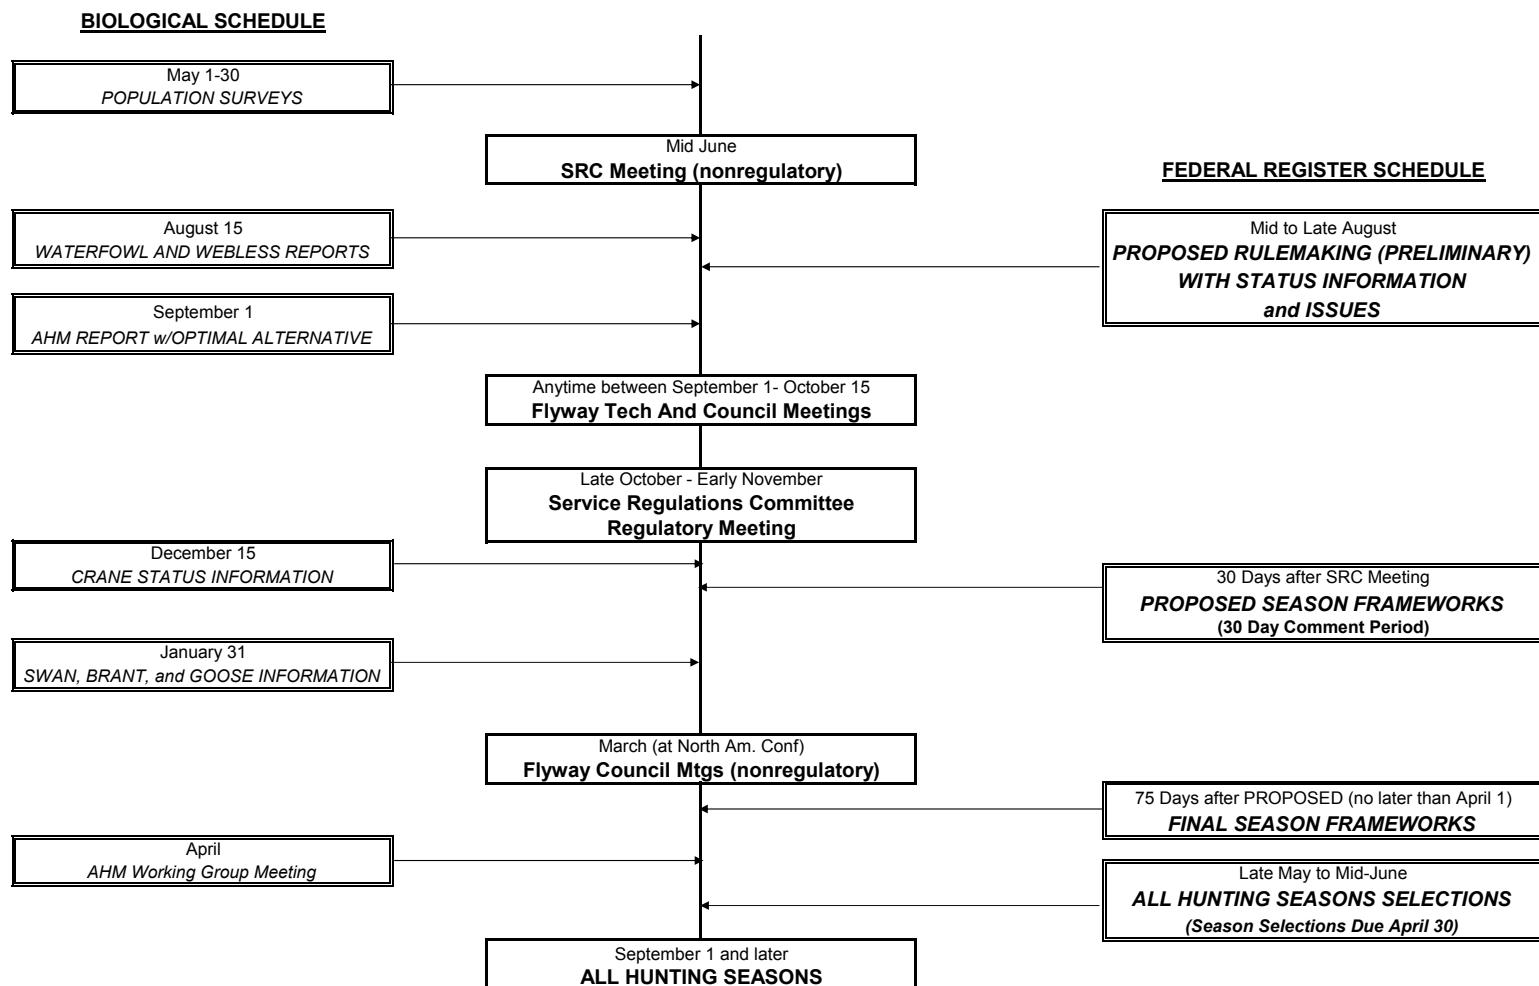 BIOLOGICAL SCHEDULE
May 1-30
POPULATION SURVEYS
Mid June
SRC Meeting (nonregulatory)
FEDERAL REGISTER SCHEDULE
August 15
WATERFOWL AND WEBLESS REPORTS
Mid to Late August
PROPOSED RULEMAKING (PRELIMINARY)
WITH STATUS INFORMATION
and ISSUES
September 1
AHM REPORT w/OPTIMAL ALTERNATIVE
Anytime between September 1- October 15
Flyway Tech And Council Meetings
Late October - Early November
Service Regulations Committee
Regulatory Meeting
December 15
CRANE STATUS INFORMATION
30 Days after SRC Meeting
PROPOSED SEASON FRAMEWORKS
(30 Day Comment Period)
January 31
SWAN, BRANT, and GOOSE INFORMATION
March (at North Am. Conf)
Flyway Council Mtgs (nonregulatory)
75 Days after PROPOSED (no later than April 1)
FINAL SEASON FRAMEWORKS
April
AHM Working Group Meeting
Late May to Mid-June
ALL HUNTING SEASONS SELECTIONS
(Season Selections Due April 30)
September 1 and later
ALL HUNTING SEASONS